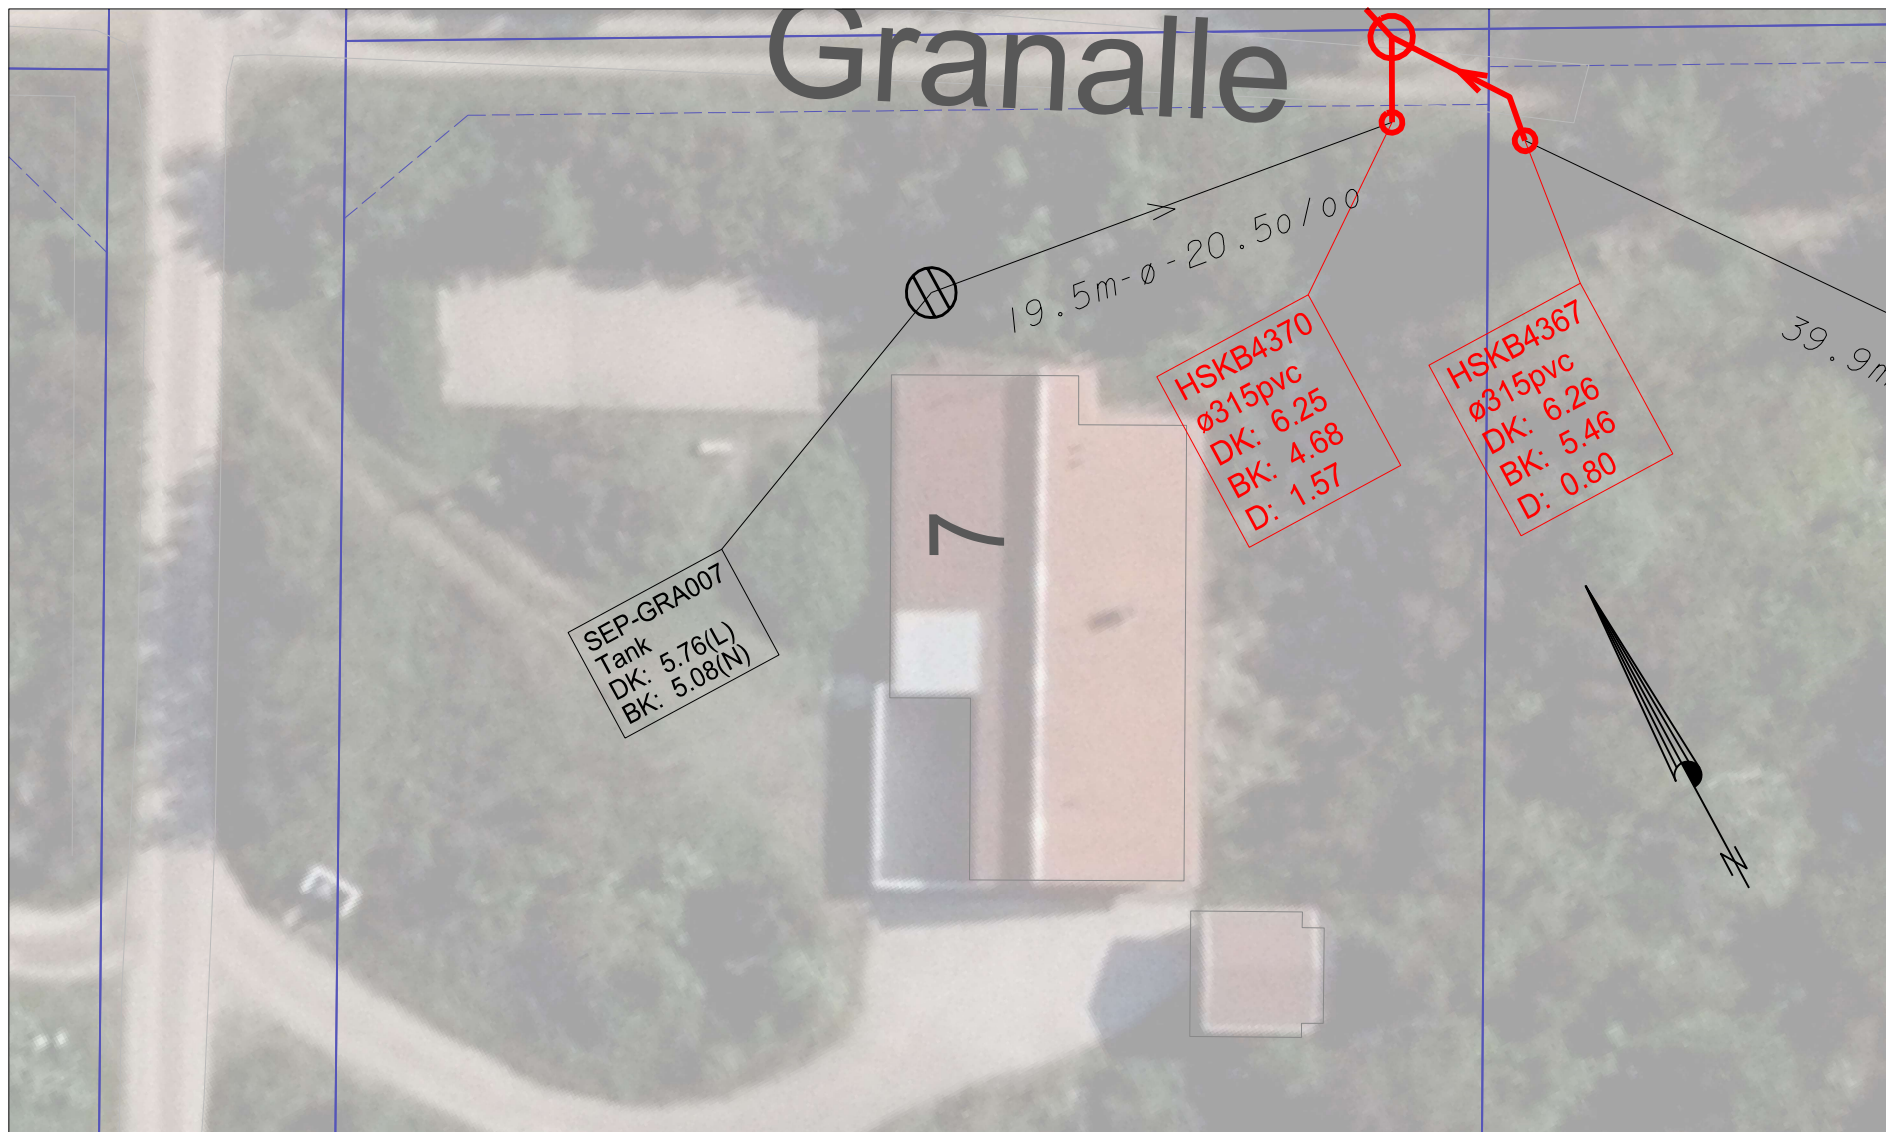 Granalle
19.5m-ø-20.5o/oo
HSKB4370
ø315pvc
DK: 6.25
BK: 4.68
D: 1.57
HSKB4367
ø315pvc
DK: 6.26
BK: 5.46
D: 0.80
39.9m
7
SEP-GRA007
Tank
DK: 5.76(L)
BK: 5.08(N)
N